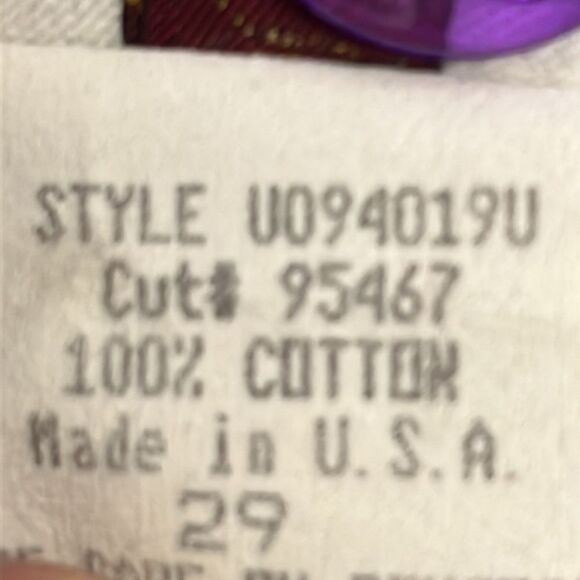 STYLE U094019U
Cut# 95467
100% COTTON
Made in U.S.A.
29